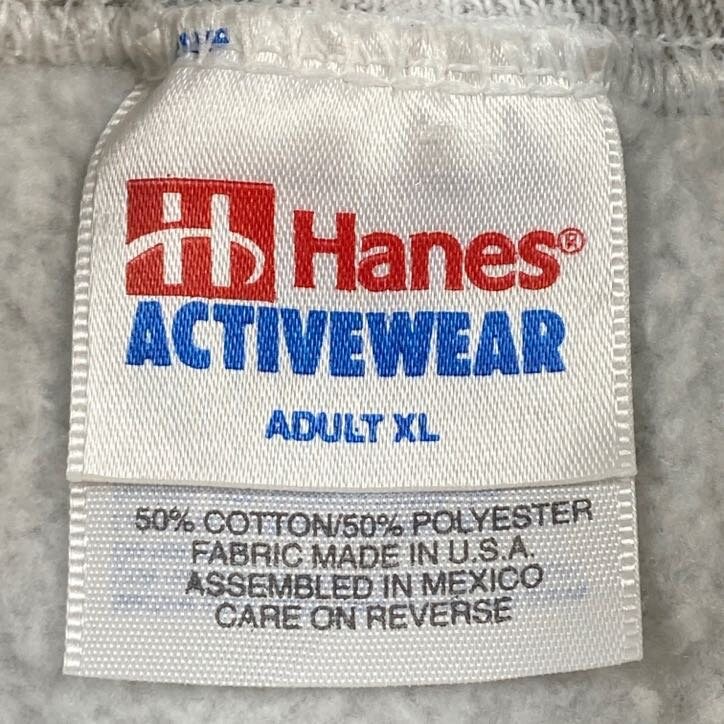 H Hanes®
ACTIVEWEAR
ADULT XL
50% COTTON/50% POLYESTER
FABRIC MADE IN U.S.A.
ASSEMBLED IN MEXICO
CARE ON REVERSE